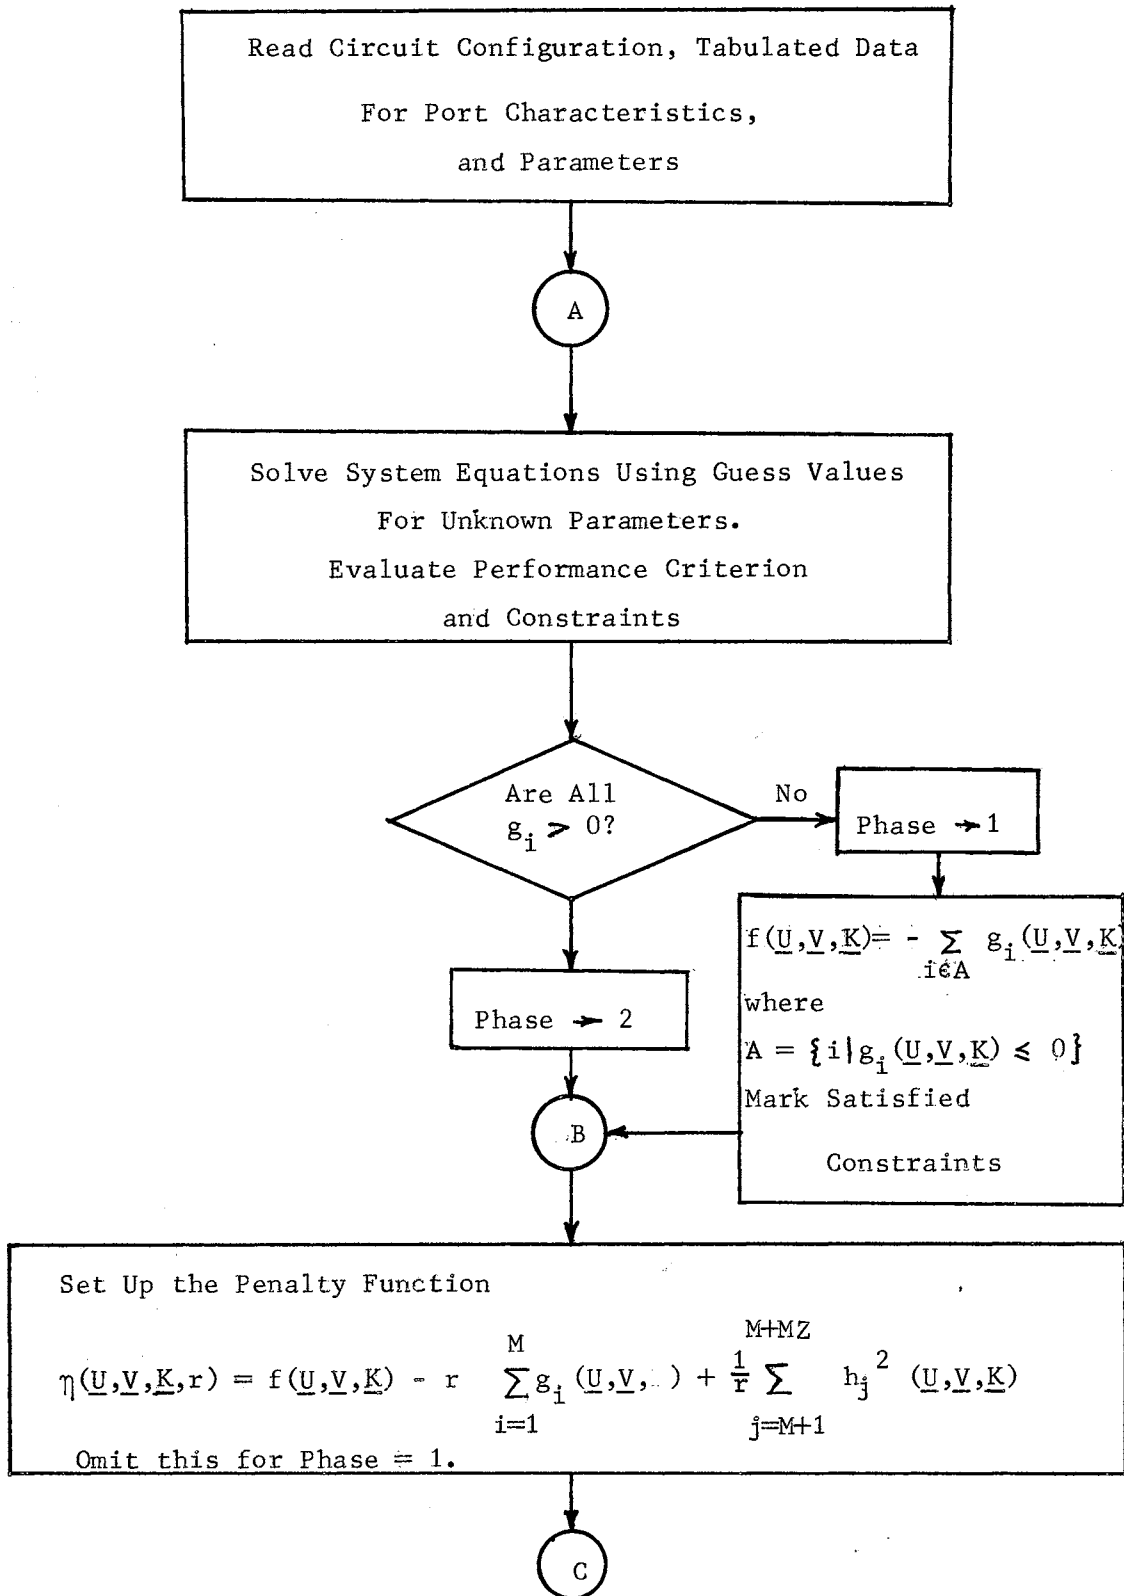 Read Circuit Configuration, Tabulated Data
For Port Characteristics,
and Parameters
A
Solve System Equations Using Guess Values
For Unknown Parameters.
Evaluate Performance Criterion
and Constraints
Are All
g_i > 0?
No
Phase → 1
f(U,V,K)= - ∑ g_i (U,V,K)
i∈A
where
A = {i|g_i (U,V,K) ⩽ 0}
Mark Satisfied
Constraints
Phase → 2
B
Set Up the Penalty Function
M M+MZ
η(U,V,K,r) = f(U,V,K) - r ∑ g_i (U,V, ) + 1/r ∑ h_j^2 (U,V,K)
i=1 j=M+1
Omit this for Phase = 1.
C